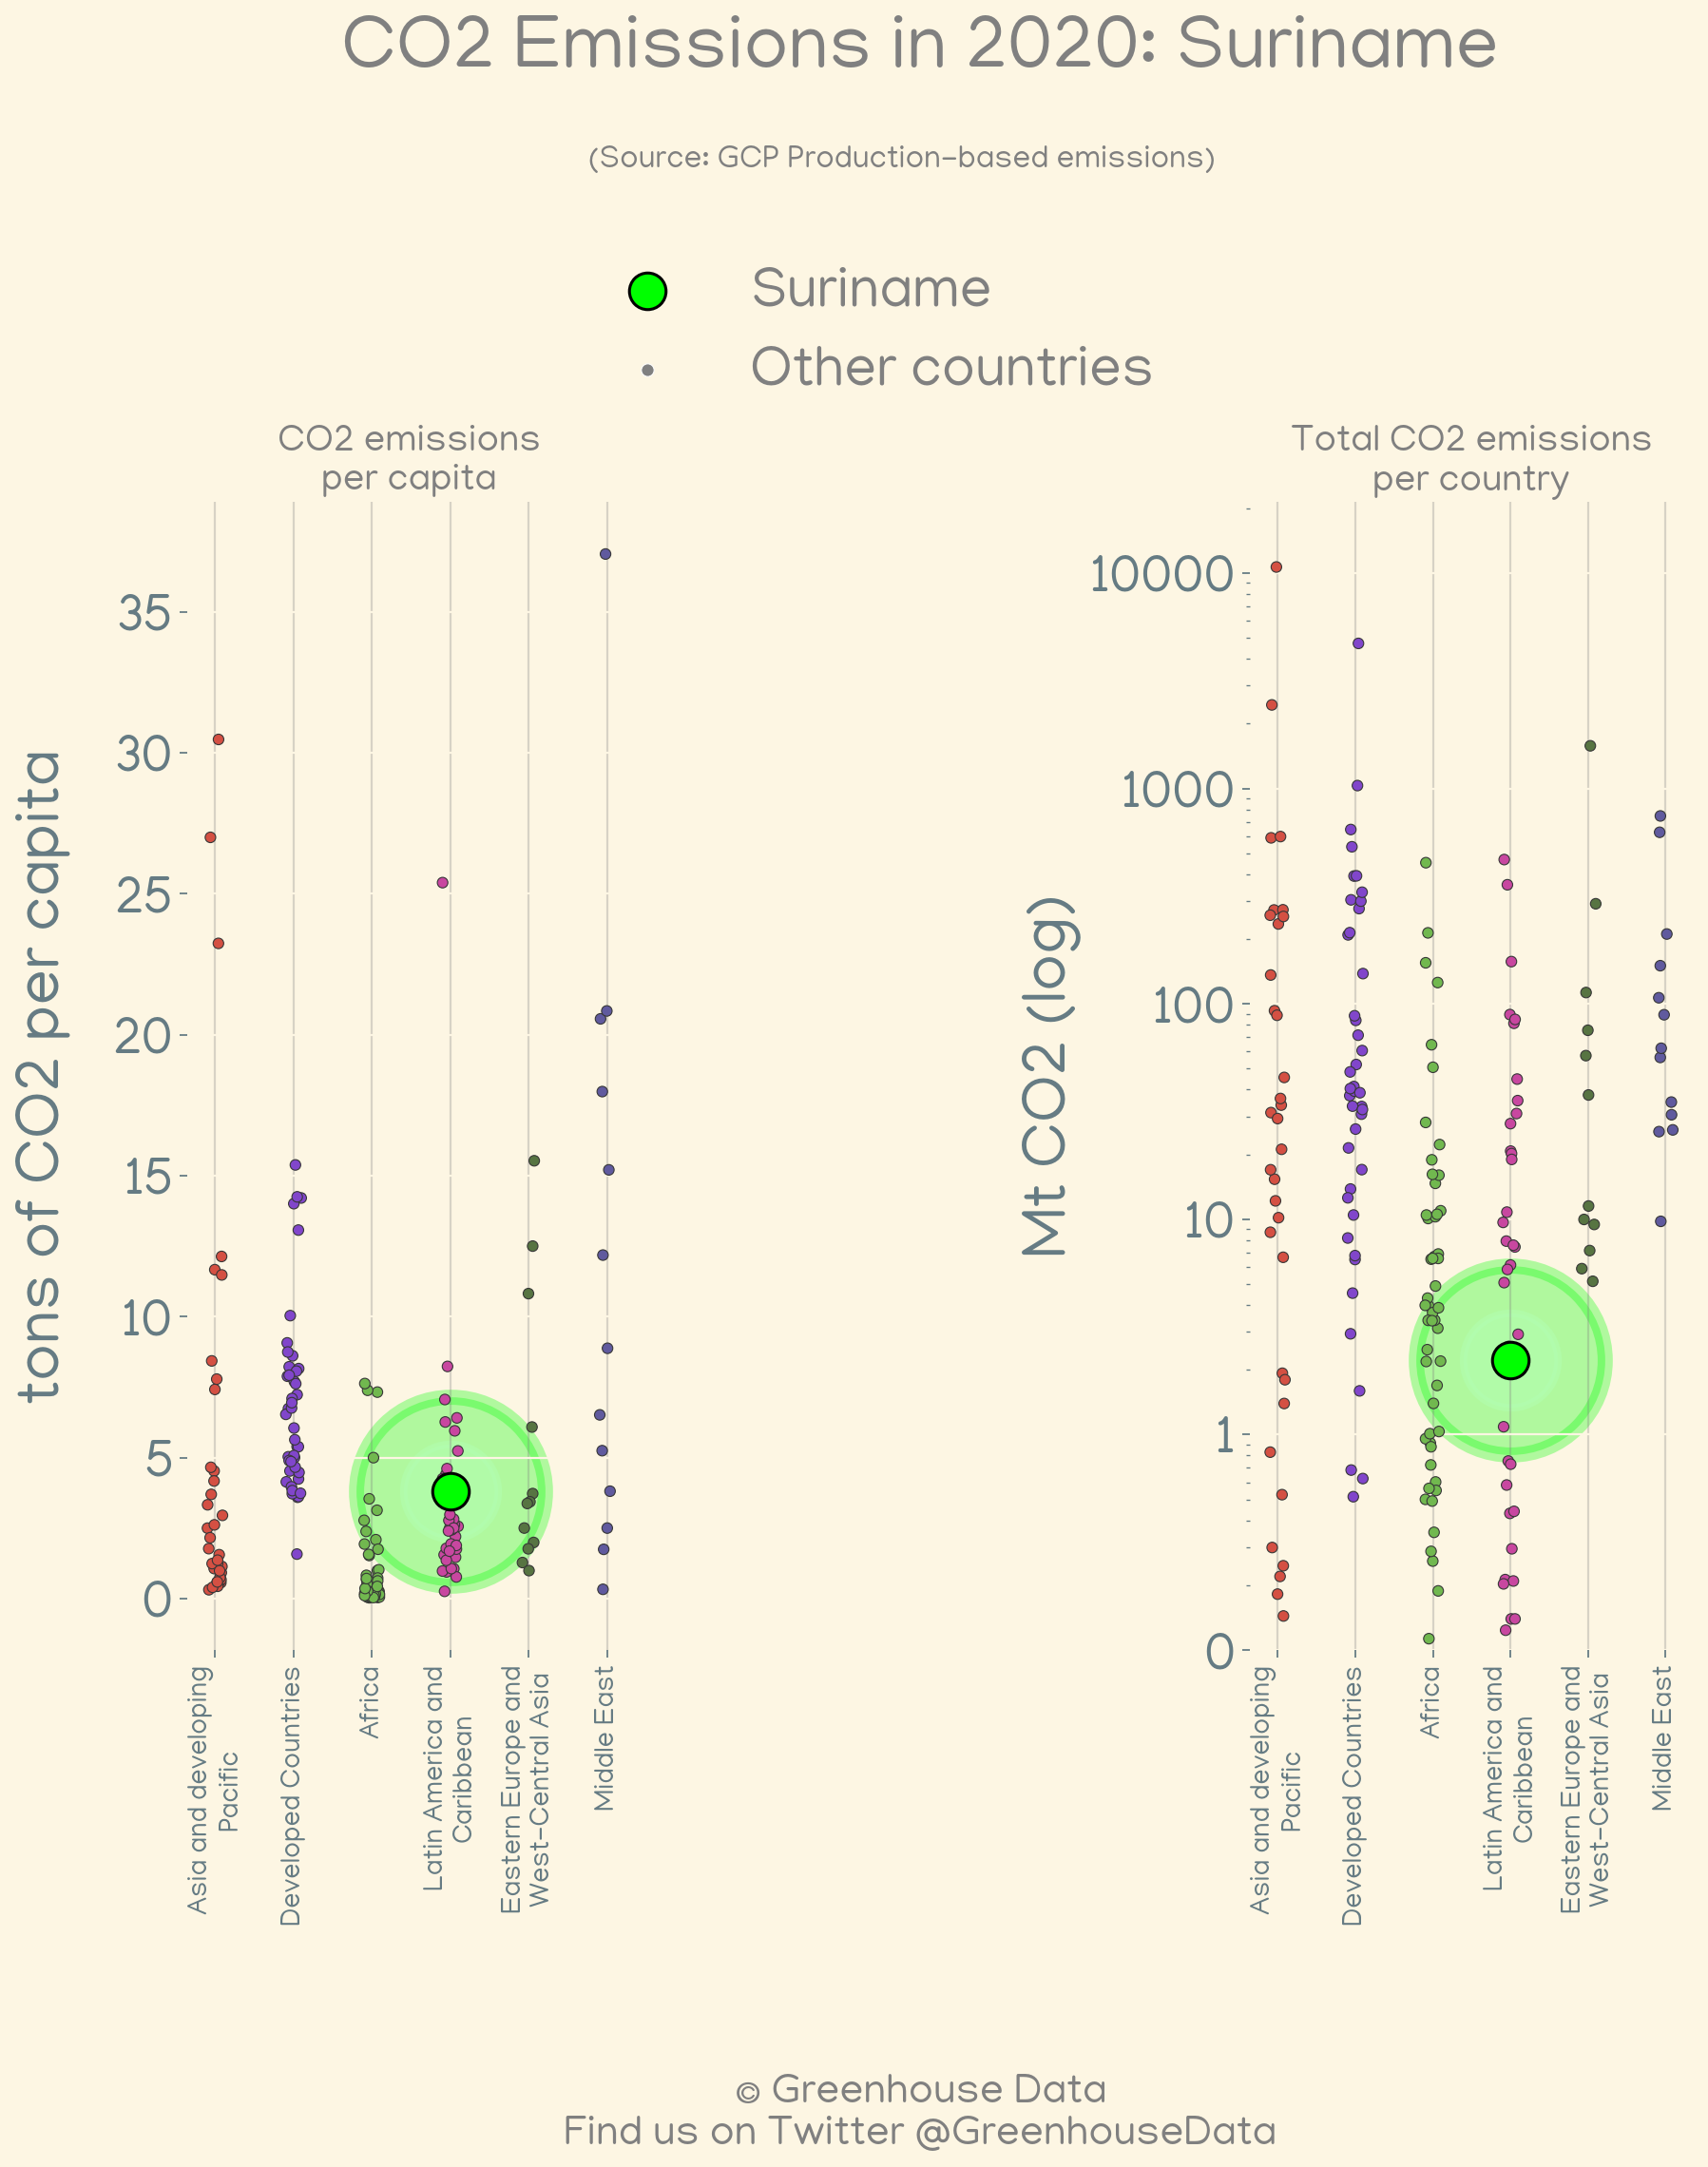 CO2 Emissions in 2020: Suriname
(Source: GCP Production-based emissions)
Suriname
Other countries
CO2 emissions
per capita
tons of CO2 per capita
35
30
25
20
15
10
5
0
Asia and developing
Pacific
Developed Countries
Africa
Latin America and
Caribbean
Eastern Europe and
West-Central Asia
Middle East
Total CO2 emissions
per country
Mt CO2 (log)
10000
1000
100
10
1
0
Asia and developing
Pacific
Developed Countries
Africa
Latin America and
Caribbean
Eastern Europe and
West-Central Asia
Middle East
© Greenhouse Data
Find us on Twitter @GreenhouseData